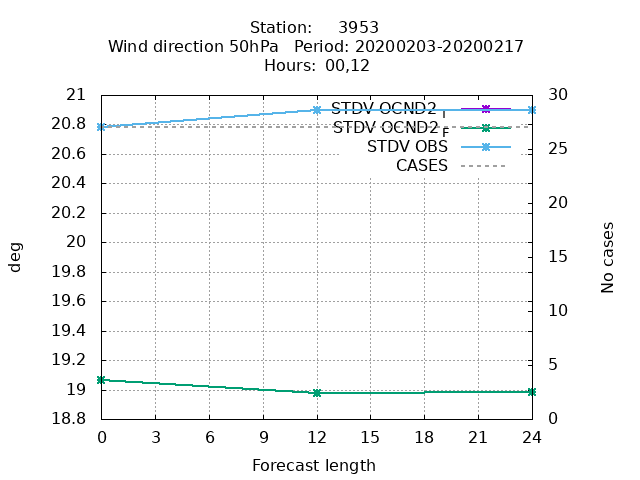 Station: 3953
Wind direction 50hPa Period: 20200203-20200217
Hours: 00,12
21
20.8
20.6
20.4
20.2
20
19.8
19.6
19.4
19.2
19
18.8
deg
STDV OCND2 I
STDV OCND2 F
STDV OBS
CASES
30
25
20
15
10
5
0
No cases
0 3 6 9 12 15 18 21 24
Forecast length